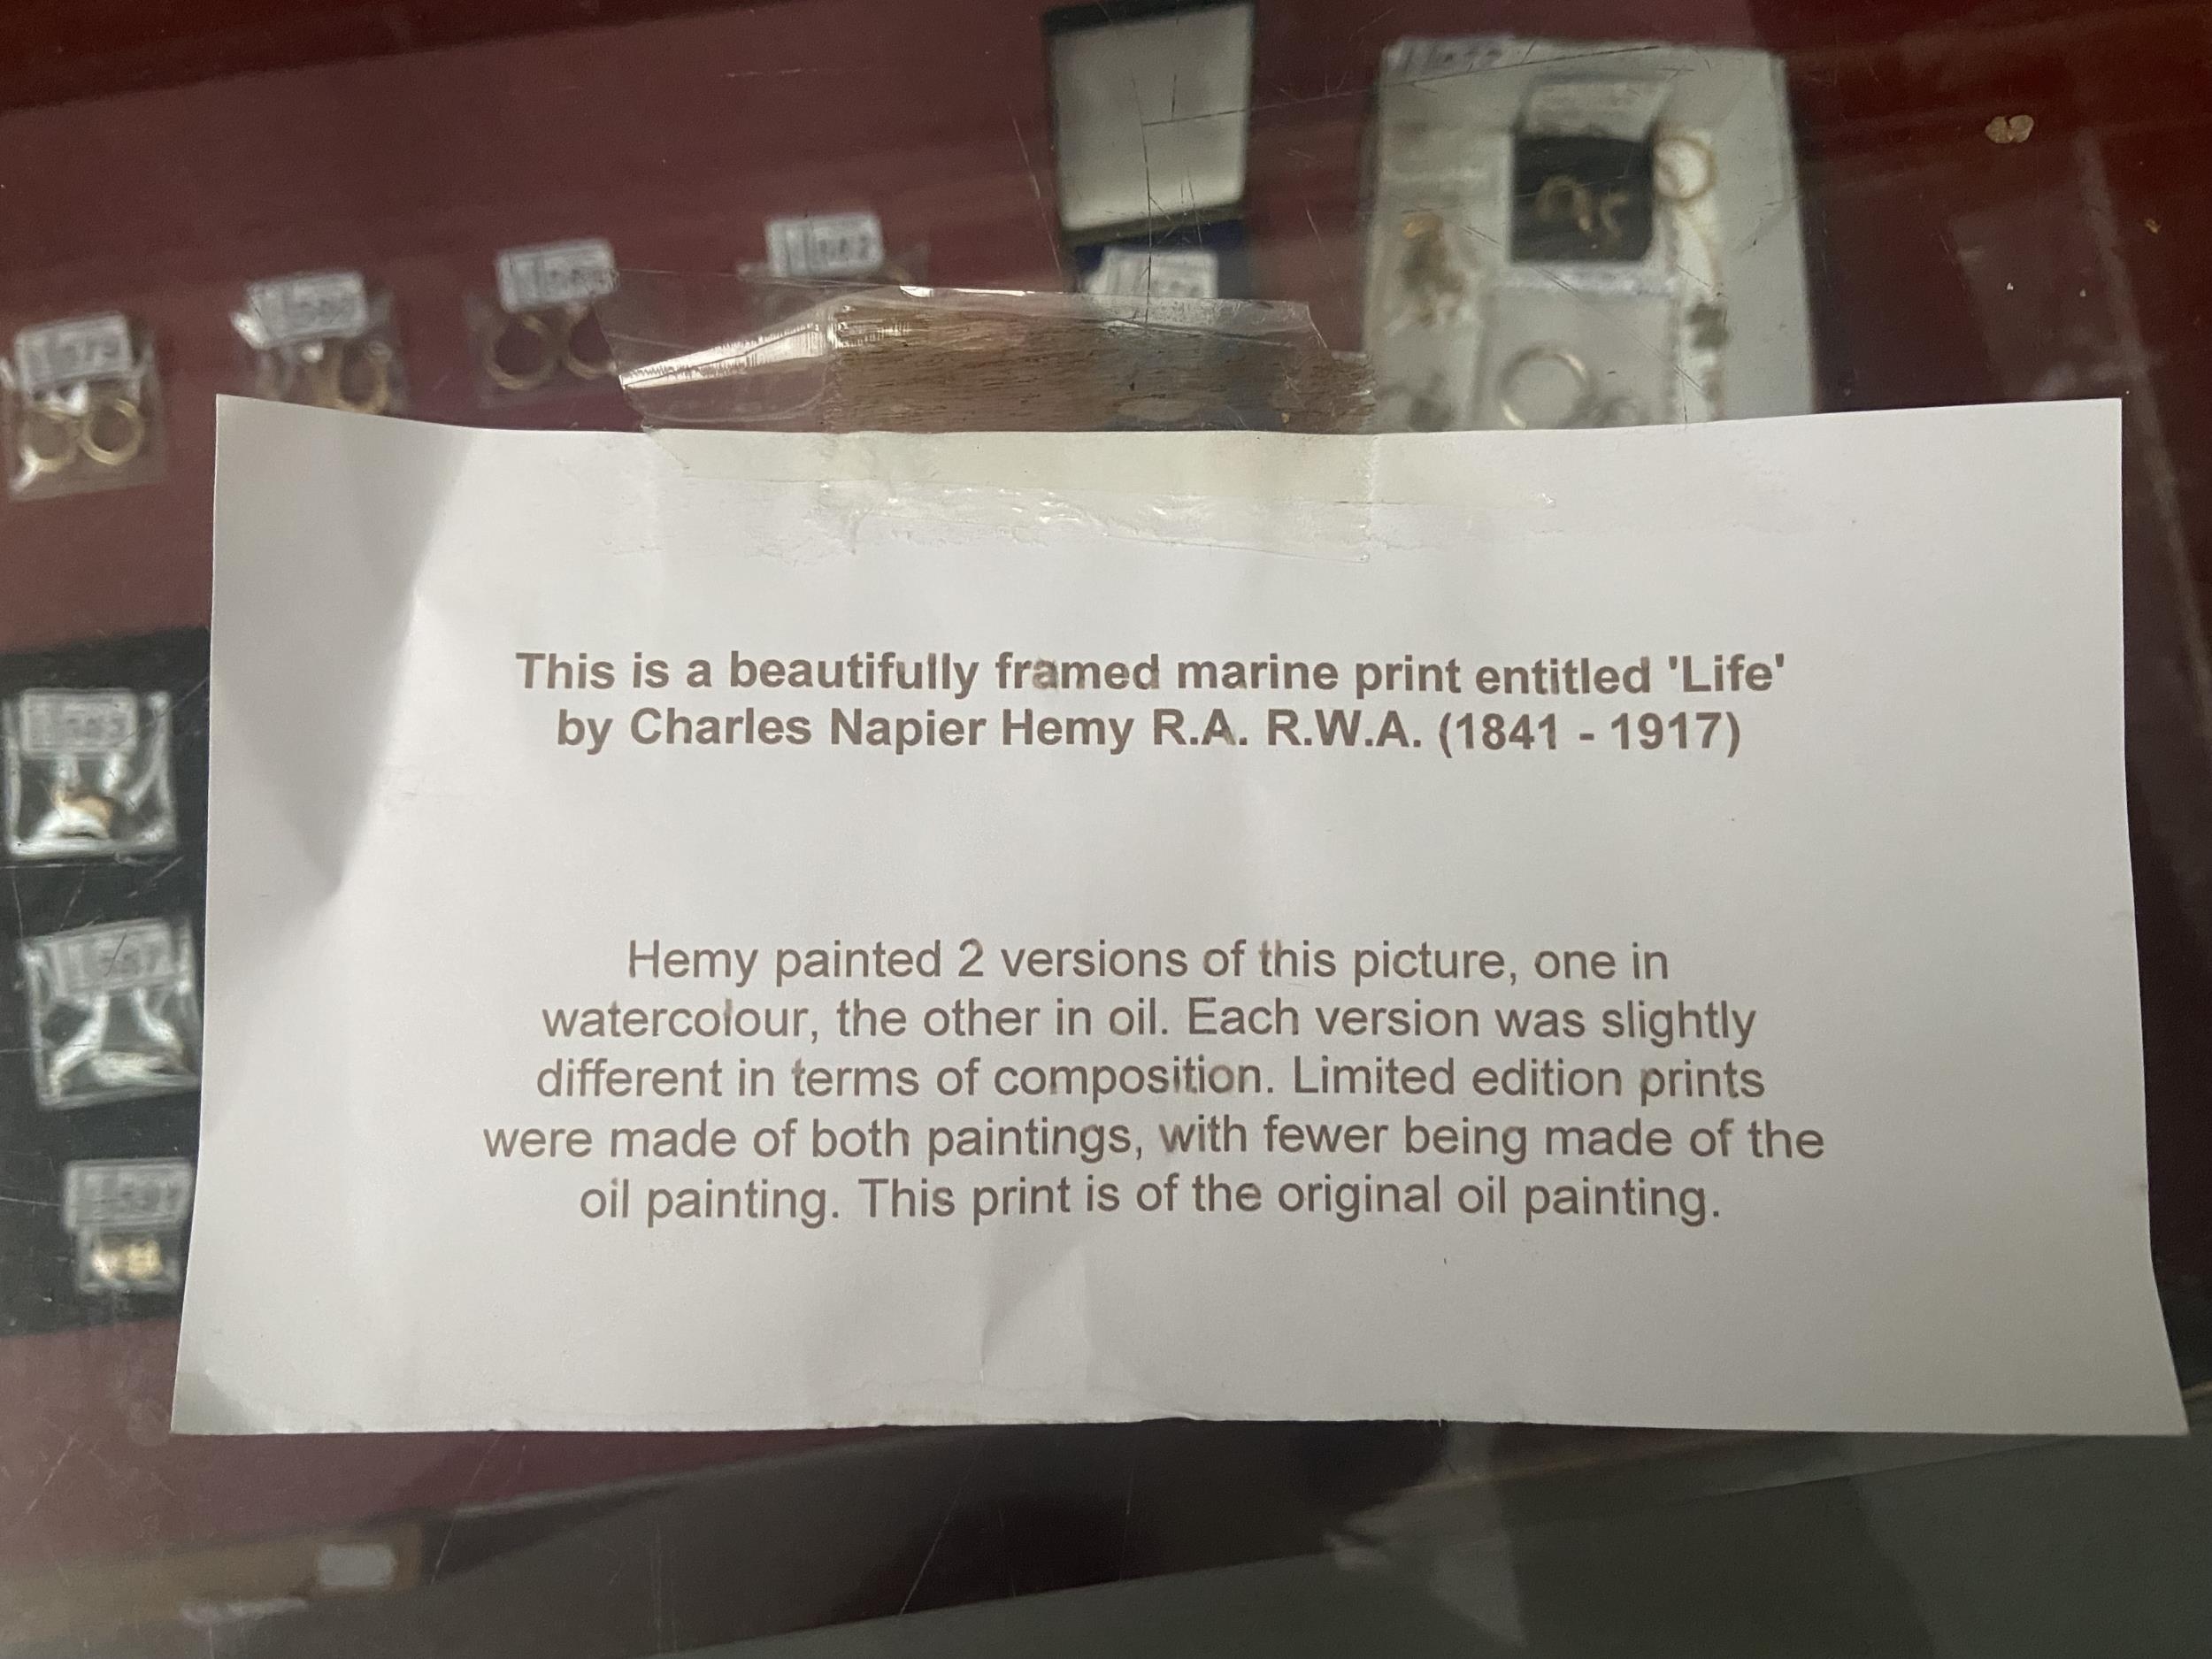 This is a beautifully framed marine print entitled 'Life'
by Charles Napier Hemy R.A. R.W.A. (1841 - 1917)
Hemy painted 2 versions of this picture, one in
watercolour, the other in oil. Each version was slightly
different in terms of composition. Limited edition prints
were made of both paintings, with fewer being made of the
oil painting. This print is of the original oil painting.